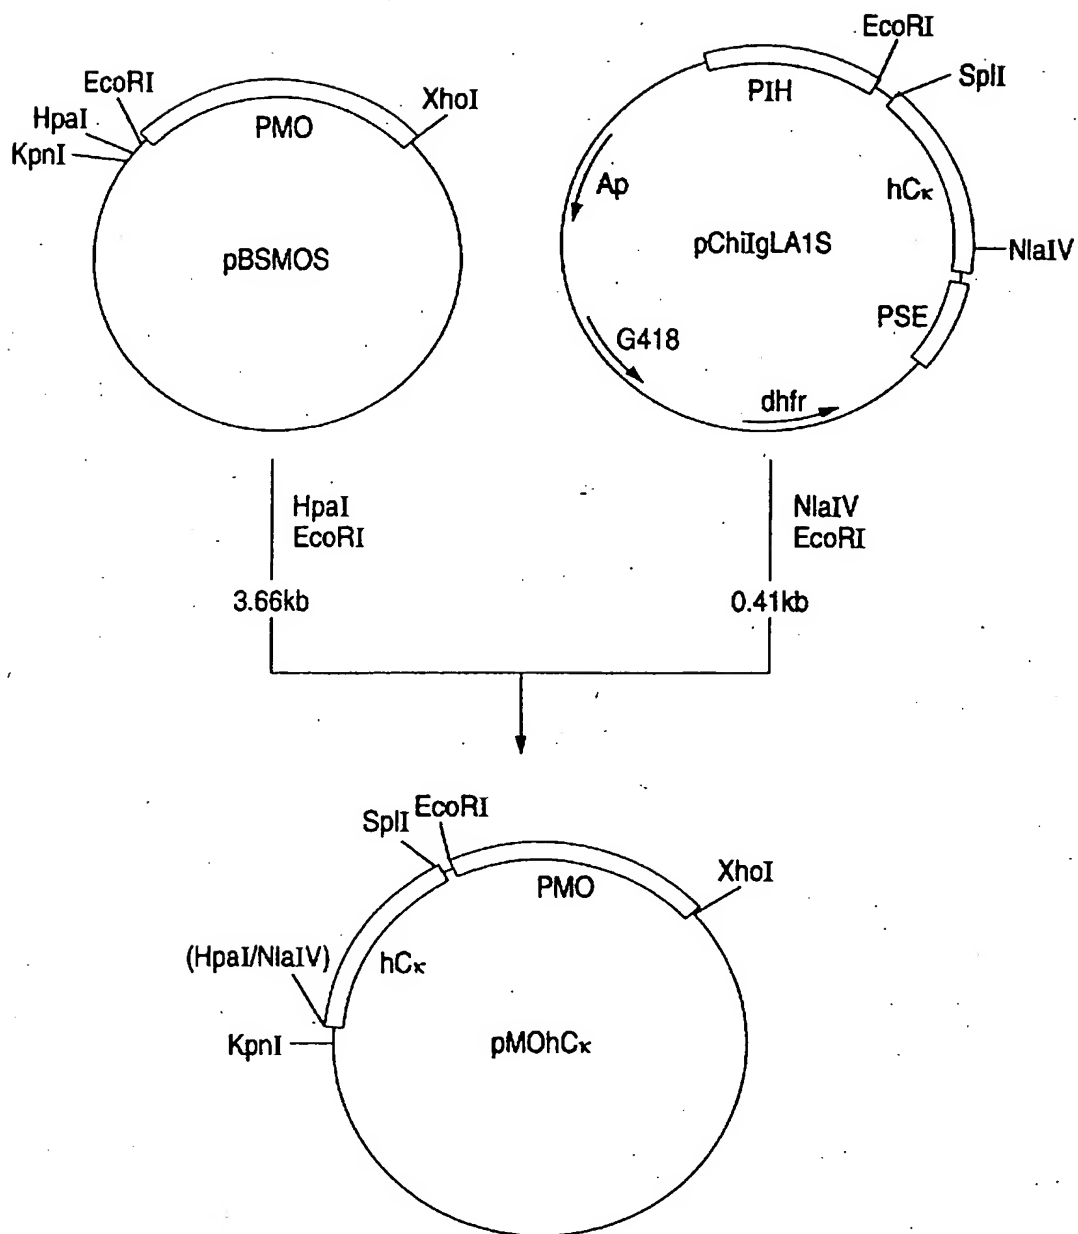 EcoRI
HpaI
KpnI
PMO
XhoI
pBSMOS
EcoRI
SplI
PIH
Ap
hCκ
pChiIgLA1S
NlaIV
PSE
G418
dhfr
HpaI
EcoRI
NlaIV
EcoRI
3.66kb
0.41kb
SplI
EcoRI
PMO
XhoI
(HpaI/NlaIV)
hCκ
KpnI
pMOhCκ